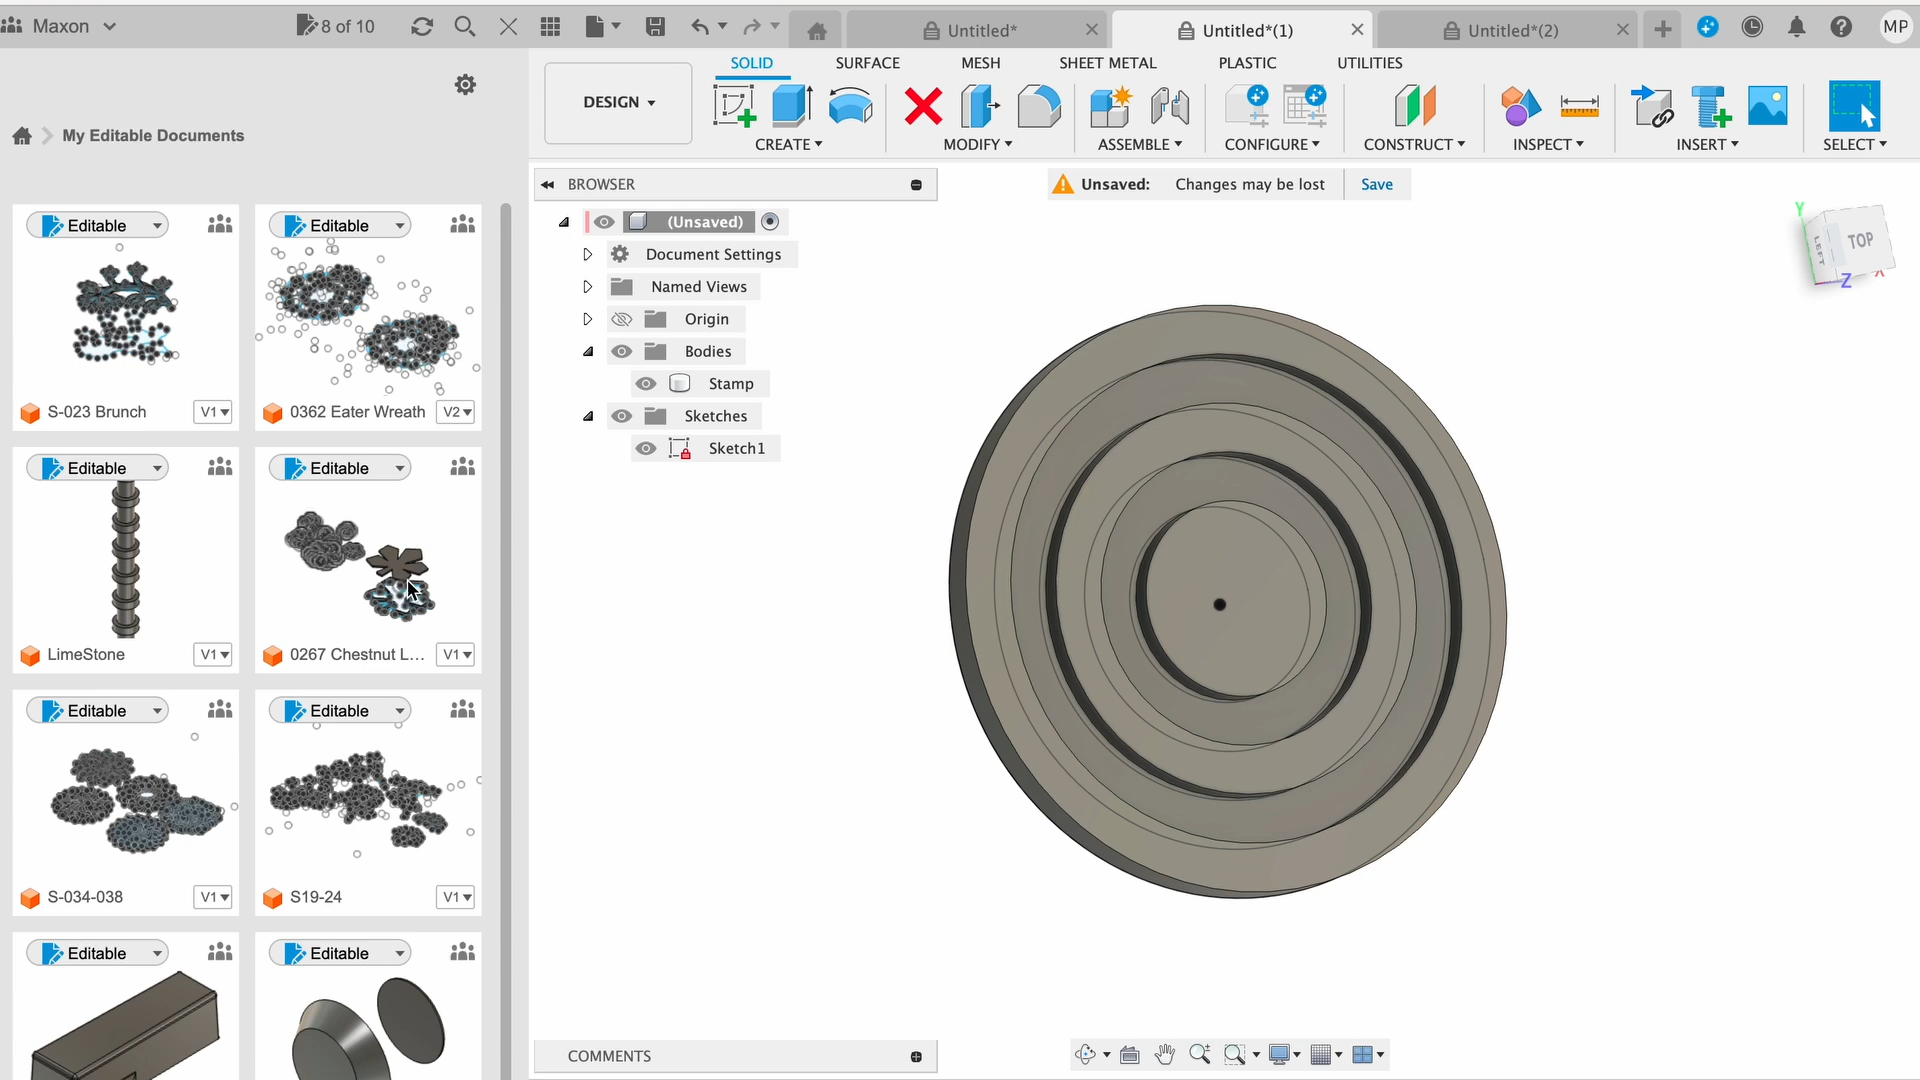 Maxon
8 of 10
Untitled*
Untitled*(1)
Untitled*(2)
MP
My Editable Documents
DESIGN
SOLID
SURFACE
MESH
SHEET METAL
PLASTIC
UTILITIES
CREATE
MODIFY
ASSEMBLE
CONFIGURE
CONSTRUCT
INSPECT
INSERT
SELECT
BROWSER
Unsaved: Changes may be lost
Save
(Unsaved)
Document Settings
Named Views
Origin
Bodies
Stamp
Sketches
Sketch1
Y
LEFT
TOP
Z
X
Editable
Editable
S-023 Brunch V1
0362 Eater Wreath V2
Editable
Editable
LimeStone V1
0267 Chestnut L... V1
Editable
Editable
S-034-038 V1
S19-24 V1
Editable
Editable
COMMENTS